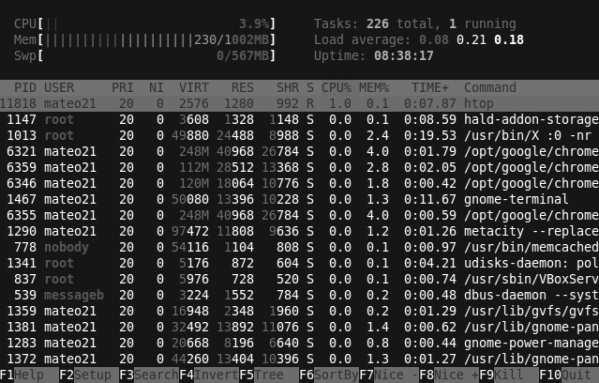 CPU[|| 3.9%] Tasks: 226 total, 1 running
Mem[||||||||||||||||||||230/1002MB] Load average: 0.08 0.21 0.18
Swp[ 0/567MB] Uptime: 08:38:17
PID USER PRI NI VIRT RES SHR S CPU% MEM% TIME+ Command
11818 mateo21 20 0 2576 1280 992 R 1.0 0.1 0:07.87 htop
1147 root 20 0 3608 1328 1148 S 0.0 0.1 0:08.59 hald-addon-storage
1013 root 20 0 49880 24488 8988 S 0.0 2.4 0:19.53 /usr/bin/X :0 -nr
6321 mateo21 20 0 248M 40968 26784 S 0.0 4.0 0:01.79 /opt/google/chrome
6359 mateo21 20 0 112M 28512 13368 S 0.0 2.8 0:02.05 /opt/google/chrome
6346 mateo21 20 0 120M 18064 10776 S 0.0 1.8 0:00.42 /opt/google/chrome
1467 mateo21 20 0 50080 13396 10228 S 0.0 1.3 0:11.67 gnome-terminal
6355 mateo21 20 0 248M 40968 26784 S 0.0 4.0 0:00.59 /opt/google/chrome
1290 mateo21 20 0 97472 11808 9636 S 0.0 1.2 0:01.26 metacity --replace
778 nobody 20 0 54116 1104 808 S 0.0 0.1 0:00.97 /usr/bin/memcached
1341 root 20 0 5176 872 604 S 0.0 0.1 0:04.21 udisks-daemon: pol
837 root 20 0 5976 728 520 S 0.0 0.1 0:00.74 /usr/sbin/VBoxServ
539 messageb 20 0 3224 1552 784 S 0.0 0.2 0:00.48 dbus-daemon --syst
1359 mateo21 20 0 16948 2348 1960 S 0.0 0.2 0:01.29 /usr/lib/gvfs/gvfs
1381 mateo21 20 0 32492 13892 11076 S 0.0 1.4 0:00.62 /usr/lib/gnome-pan
1283 mateo21 20 0 20668 8196 6640 S 0.0 0.8 0:00.44 gnome-power-manage
1372 mateo21 20 0 44260 13404 10396 S 0.0 1.3 0:01.27 /usr/lib/gnome-pan
F1Help F2Setup F3SearchF4InvertF5Tree F6SortByF7Nice -F8Nice +F9Kill F10Quit